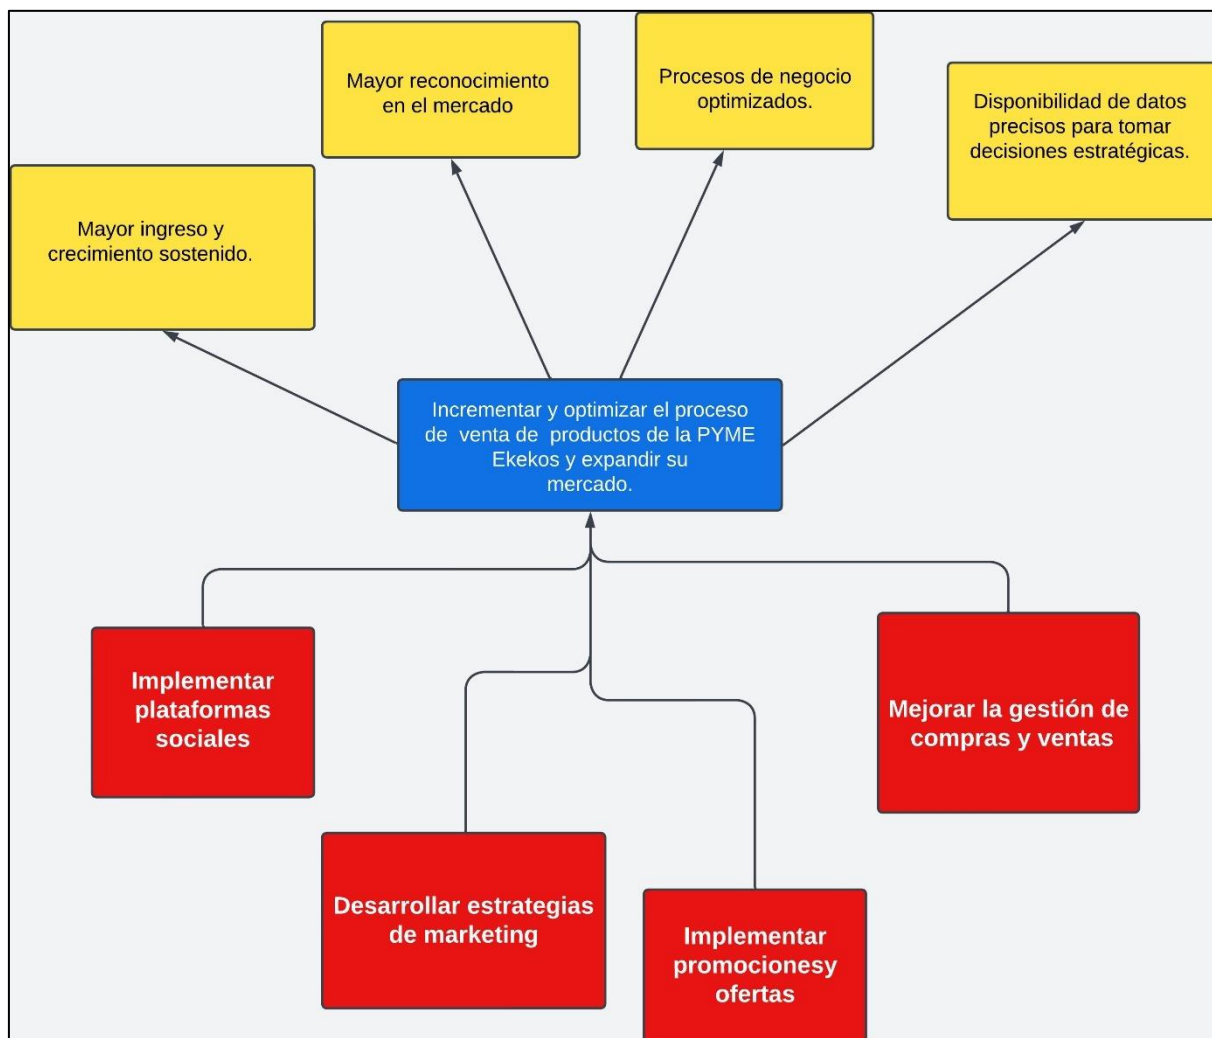 Mayor reconocimiento
en el mercado
Procesos de negocio
optimizados.
Disponibilidad de datos
precisos para tomar
decisiones estratégicas.
Mayor ingreso y
crecimiento sostenido.
Incrementar y optimizar el proceso
de venta de productos de la PYME
Ekekos y expandir su
mercado.
Implementar
plataformas
sociales
Mejorar la gestión de
compras y ventas
Desarrollar estrategias
de marketing
Implementar
promocionesy
ofertas